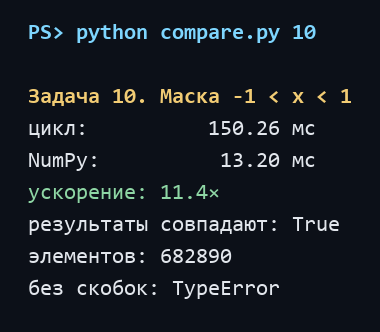 PS> python compare.py 10
Задача 10. Маска -1 < x < 1
цикл: 150.26 мс
NumPy: 13.20 мс
ускорение: 11.4×
результаты совпадают: True
элементов: 682890
без скобок: TypeError